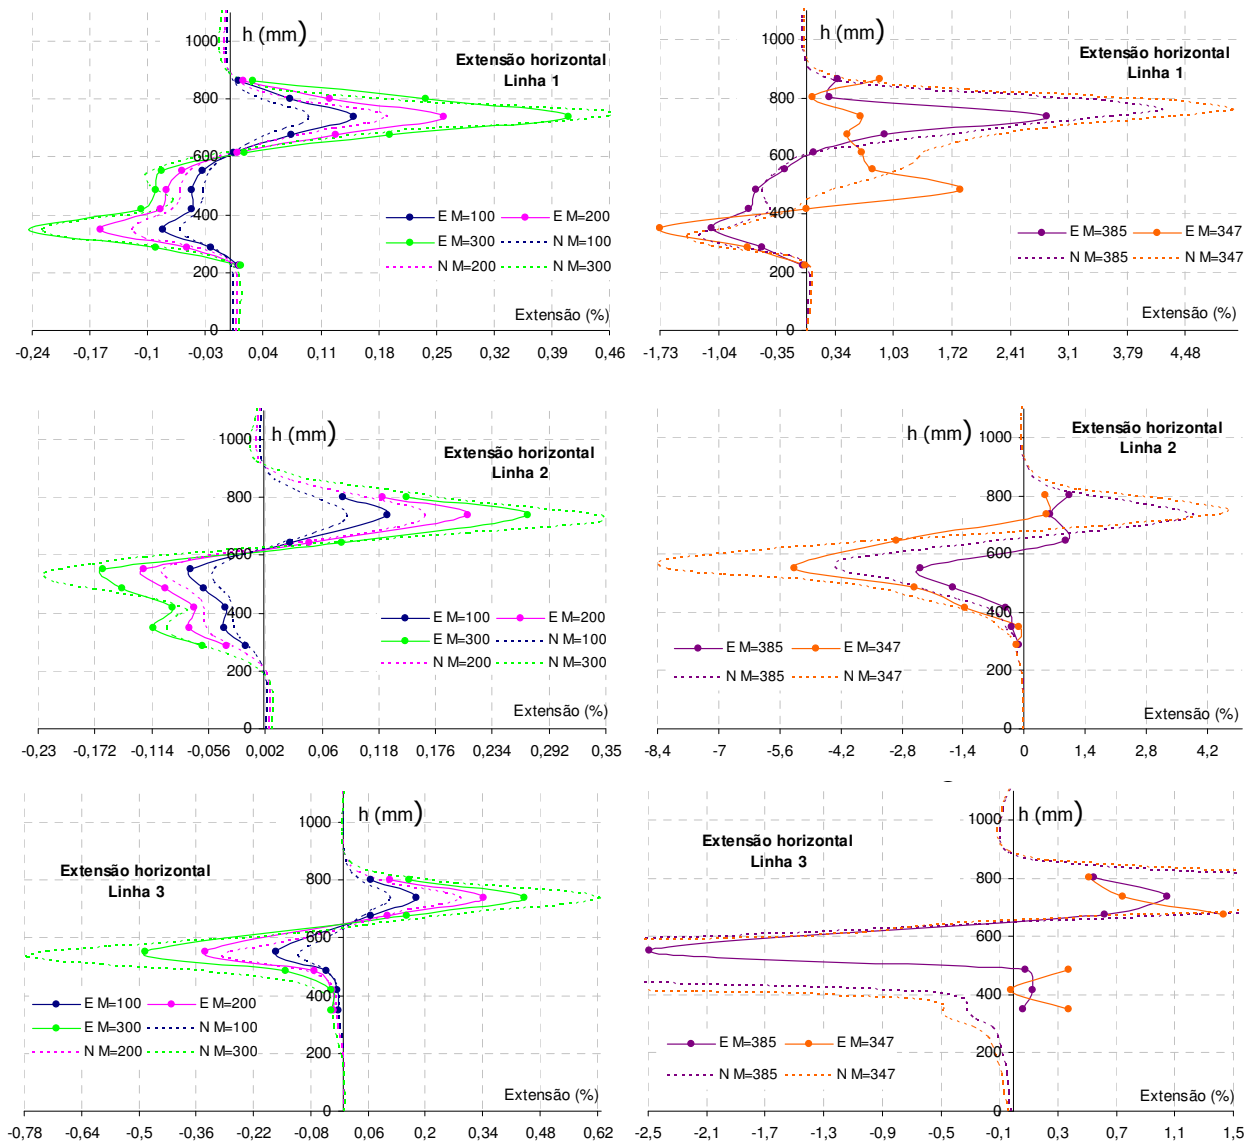 h (mm)
Extensão horizontal
Linha 1
1000
800
600
400
200
0
E M=100
E M=200
E M=300
N M=100
N M=200
N M=300
Extensão (%)
-0,24 -0,17 -0,1 -0,03 0,04 0,11 0,18 0,25 0,32 0,39 0,46
h (mm)
Extensão horizontal
Linha 1
1000
800
600
400
200
0
E M=385
E M=347
N M=385
N M=347
Extensão (%)
-1,73 -1,04 -0,35 0,34 1,03 1,72 2,41 3,1 3,79 4,48
h (mm)
Extensão horizontal
Linha 2
1000
800
600
400
200
0
E M=100
E M=200
E M=300
N M=100
N M=200
N M=300
Extensão (%)
-0,23 -0,172 -0,114 -0,056 0,002 0,06 0,118 0,176 0,234 0,292 0,35
h (mm)
Extensão horizontal
Linha 2
1000
800
600
400
200
0
E M=385
E M=347
N M=385
N M=347
Extensão (%)
-8,4 -7 -5,6 -4,2 -2,8 -1,4 0 1,4 2,8 4,2
h (mm)
Extensão horizontal
Linha 3
1000
800
600
400
200
0
E M=100
E M=200
E M=300
N M=100
N M=200
N M=300
Extensão (%)
-0,78 -0,64 -0,5 -0,36 -0,22 -0,08 0,06 0,2 0,34 0,48 0,62
h (mm)
Extensão horizontal
Linha 3
1000
800
600
400
200
0
E M=385
E M=347
N M=385
N M=347
Extensão (%)
-2,5 -2,1 -1,7 -1,3 -0,9 -0,5 -0,1 0,3 0,7 1,1 1,5